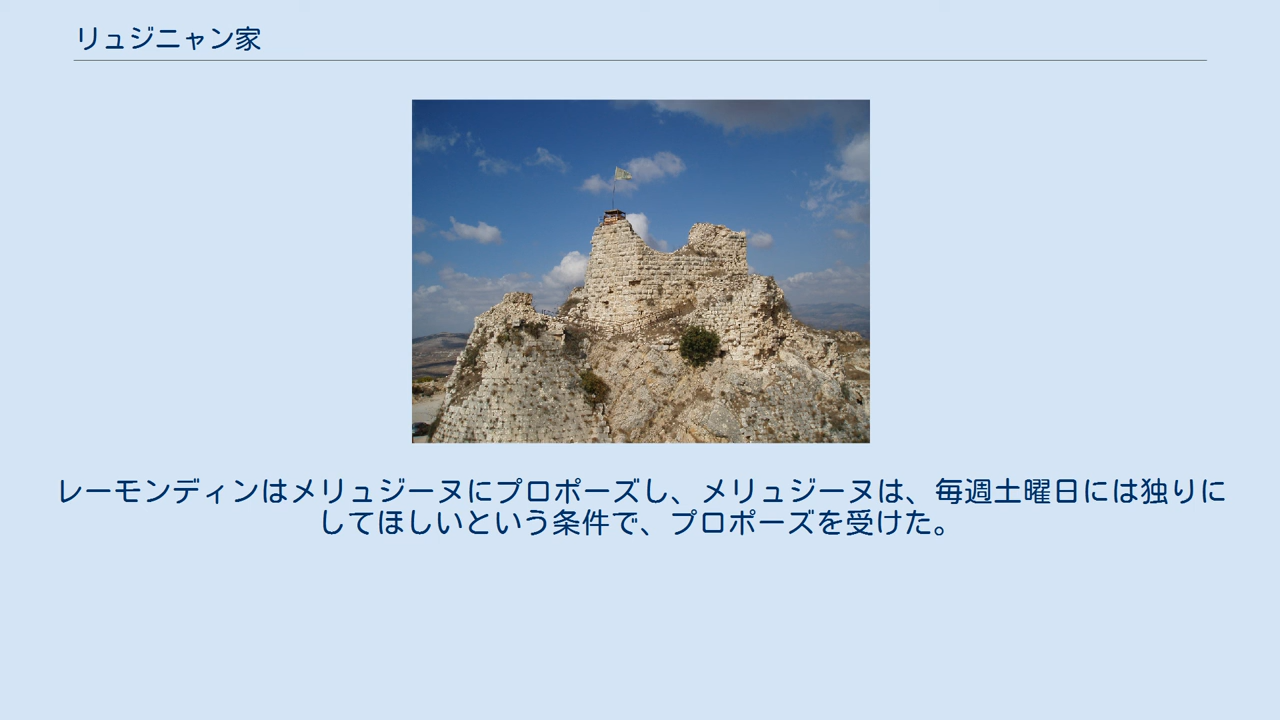 リュジニャン家
レーモンディンはメリュジーヌにプロポーズし、メリュジーヌは、毎週土曜日には独りに
してほしいという条件で、プロポーズを受けた。